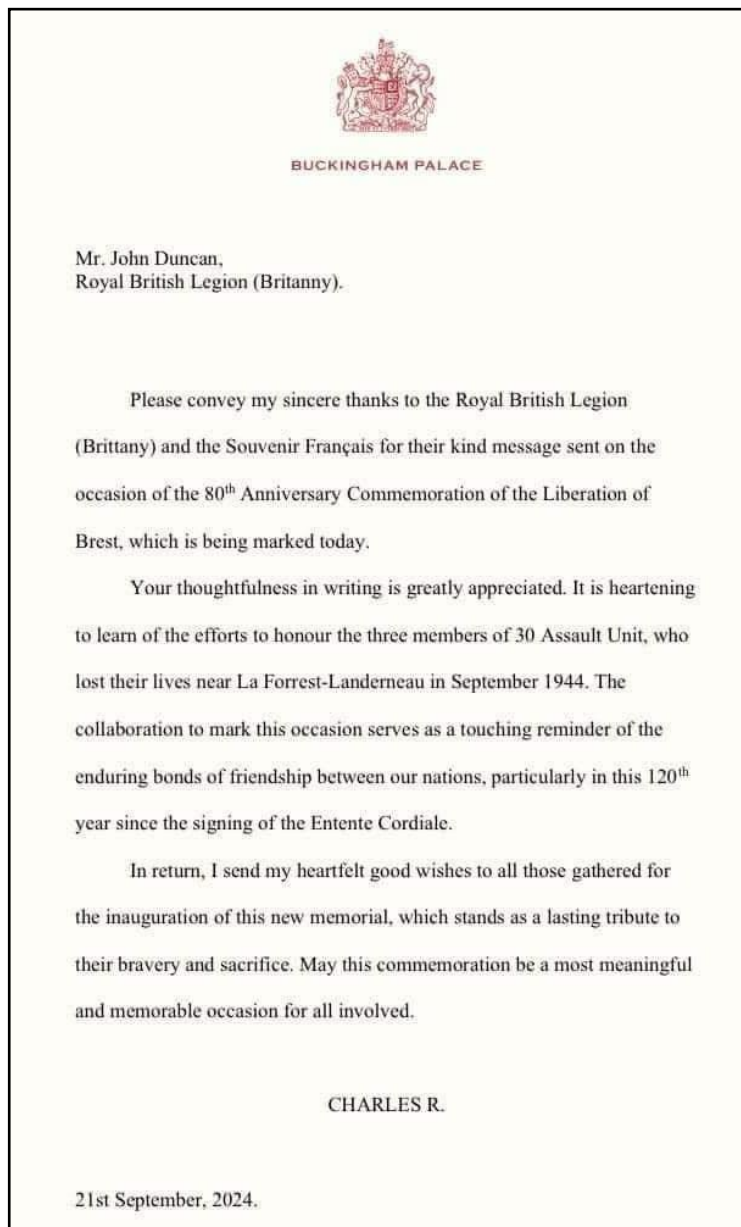 BUCKINGHAM PALACE
Mr. John Duncan,
Royal British Legion (Britanny).
Please convey my sincere thanks to the Royal British Legion
(Brittany) and the Souvenir Français for their kind message sent on the
occasion of the 80th Anniversary Commemoration of the Liberation of
Brest, which is being marked today.
Your thoughtfulness in writing is greatly appreciated. It is heartening
to learn of the efforts to honour the three members of 30 Assault Unit, who
lost their lives near La Forrest-Landerneau in September 1944. The
collaboration to mark this occasion serves as a touching reminder of the
enduring bonds of friendship between our nations, particularly in this 120th
year since the signing of the Entente Cordiale.
In return, I send my heartfelt good wishes to all those gathered for
the inauguration of this new memorial, which stands as a lasting tribute to
their bravery and sacrifice. May this commemoration be a most meaningful
and memorable occasion for all involved.
CHARLES R.
21st September, 2024.